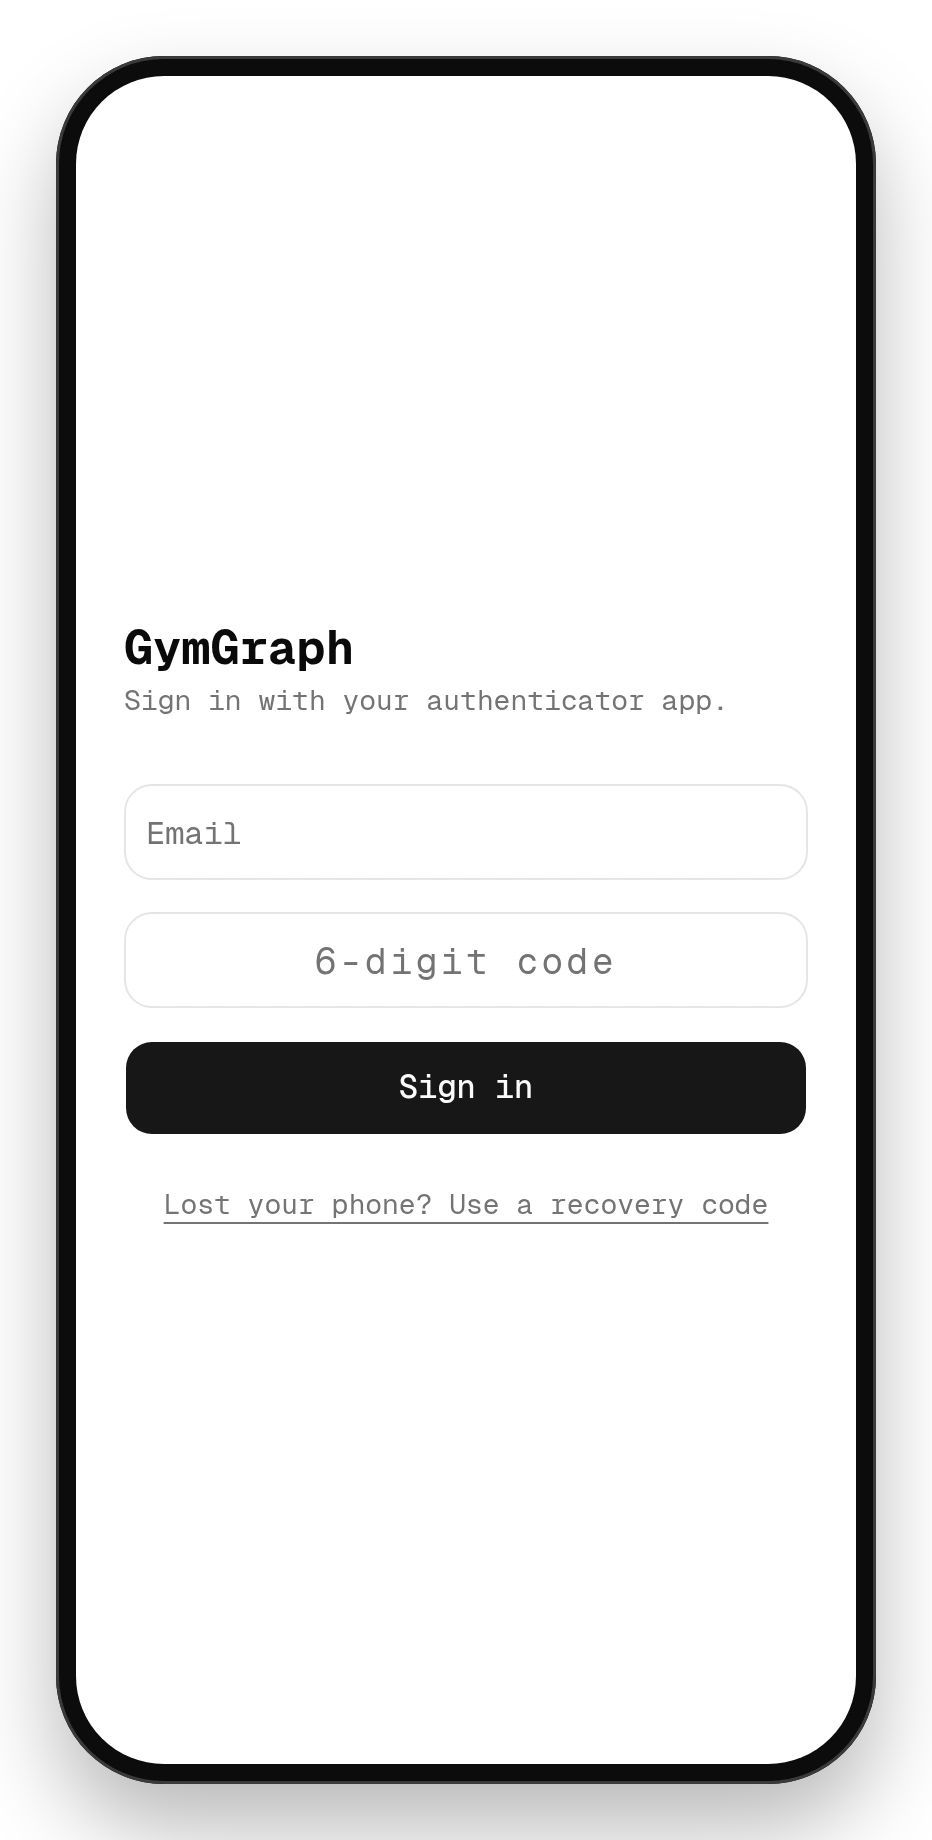 GymGraph
Sign in with your authenticator app.
Email
6-digit code
Sign in
Lost your phone? Use a recovery code